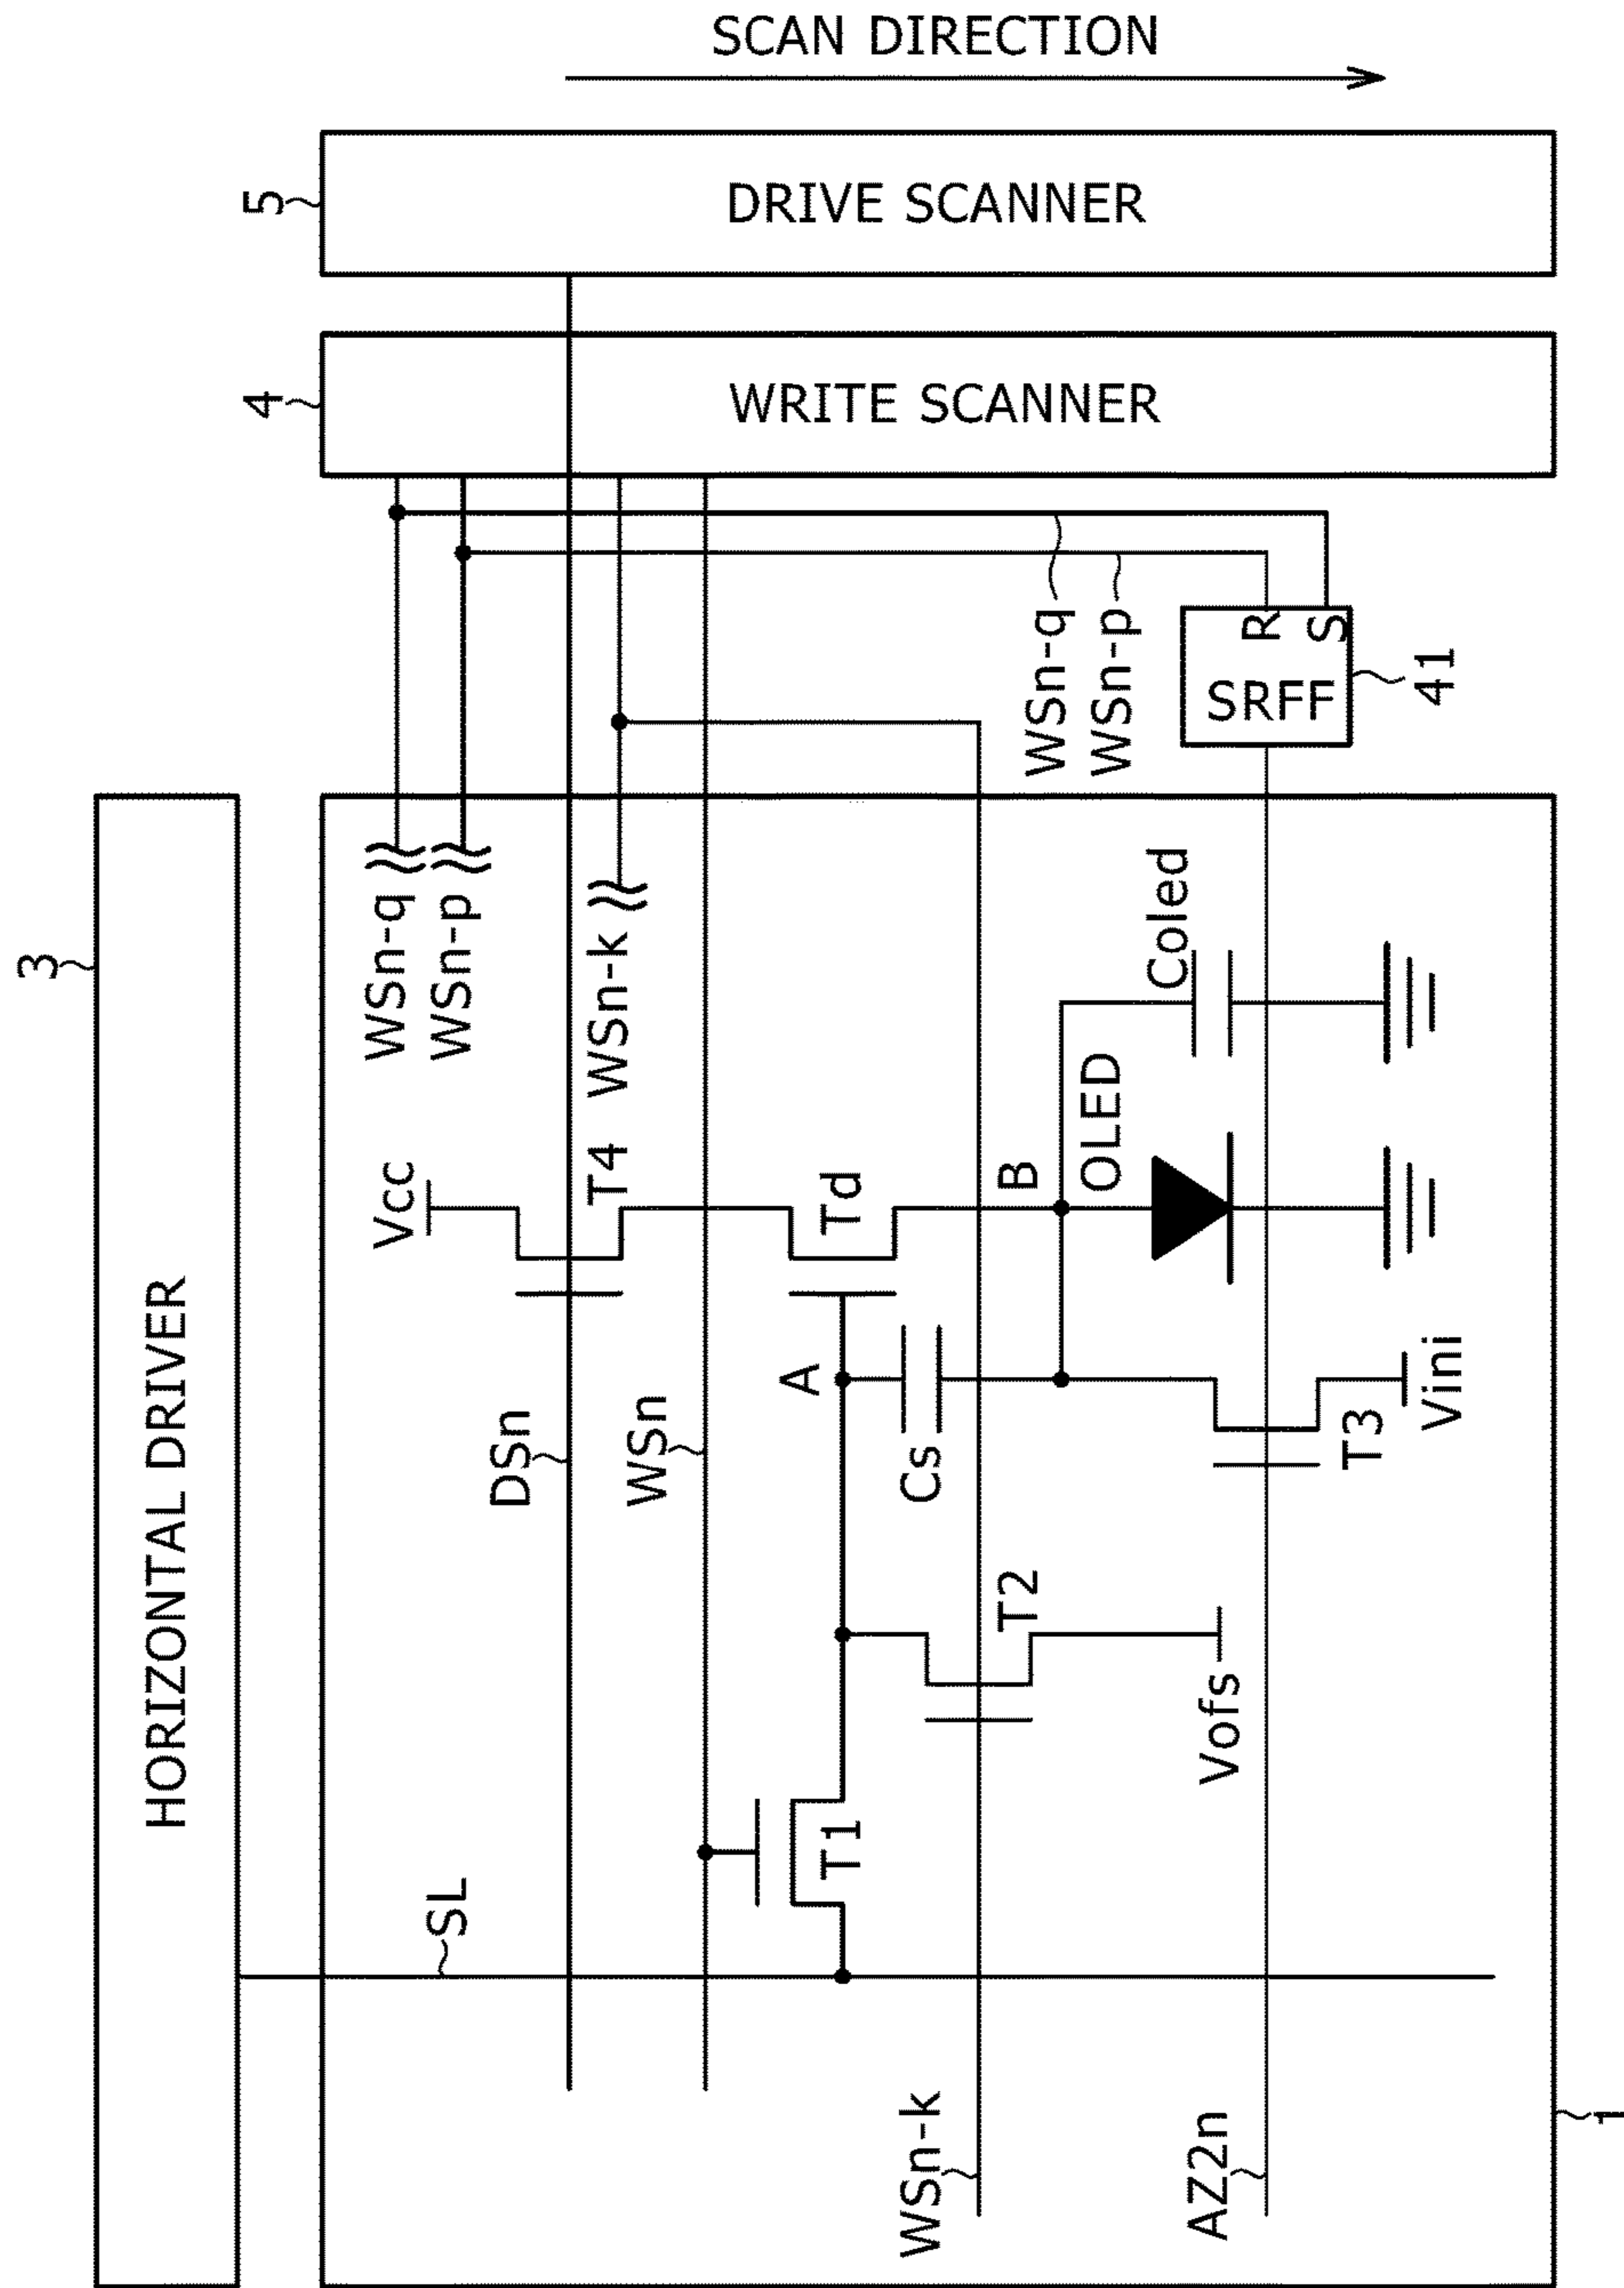 HORIZONTAL DRIVER
3
SL
WSn-q
WSn-p
Vcc
DSn
T4
WSn-k
WSn
A
Td
T1
Cs
B
OLED
Coled
T2
WSn-k
Vofs
T3
Vini
AZ2n
1
WSn-q
WSn-p
R
S
SRFF
41
4
WRITE SCANNER
5
DRIVE SCANNER
SCAN DIRECTION